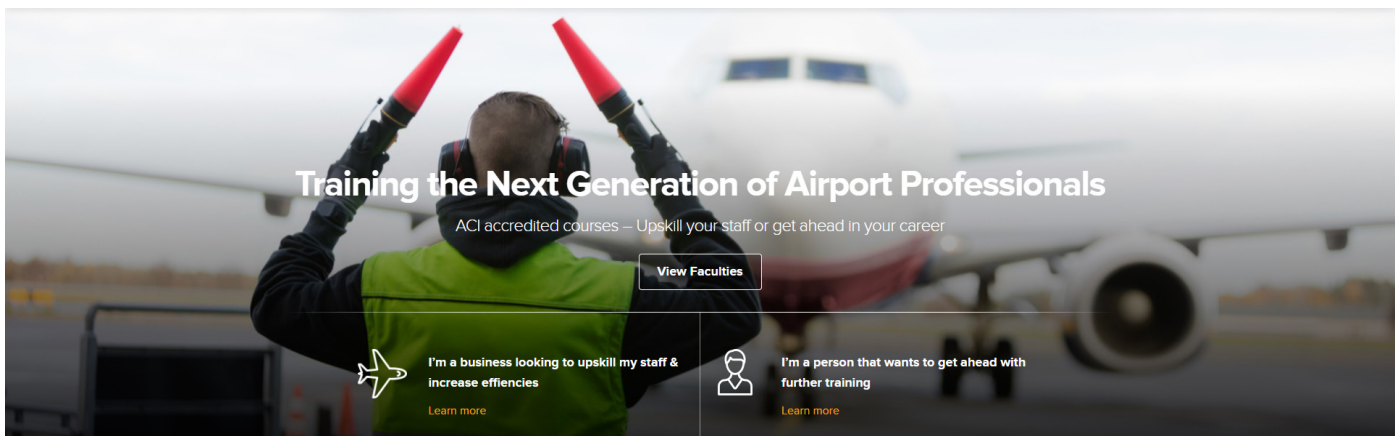 Training the Next Generation of Airport Professionals
ACI accredited courses – Upskill your staff or get ahead in your career
View Faculties
I'm a business looking to upskill my staff &
increase effiencies
Learn more
I'm a person that wants to get ahead with
further training
Learn more